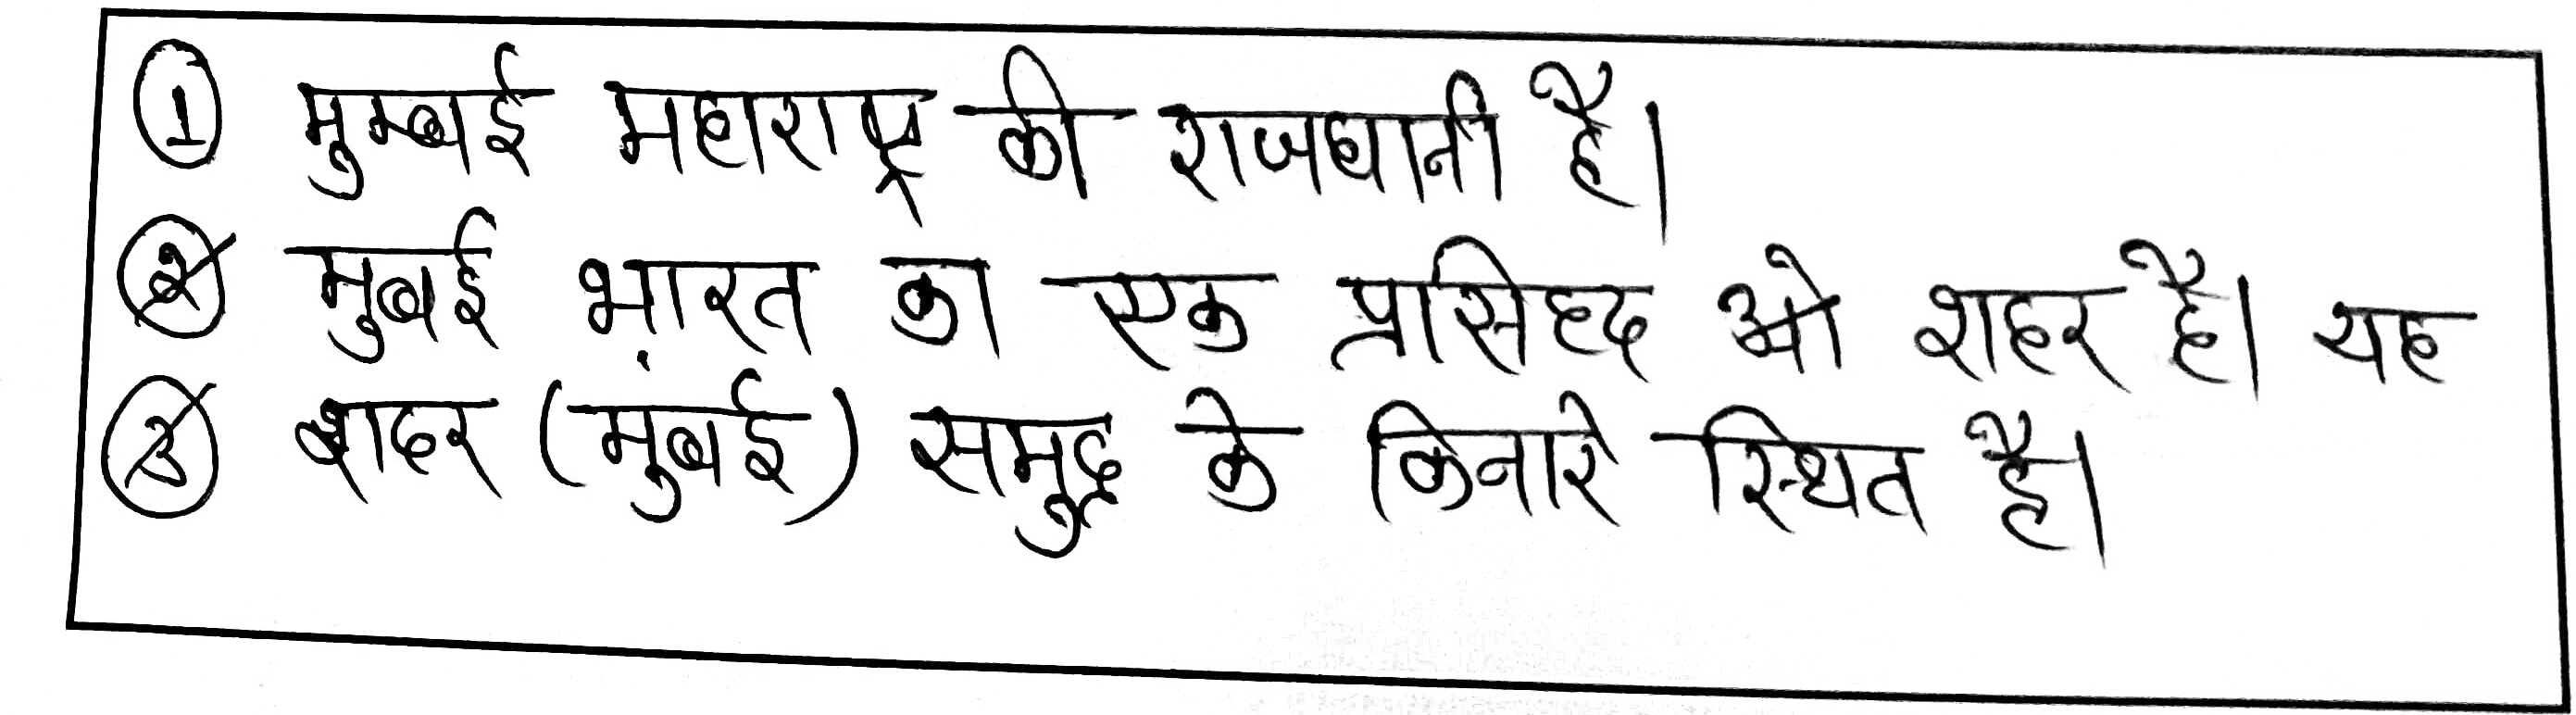 ① मुम्बई महाराष्ट्र की राजधानी है।
② मुबई भारत का एक प्रसिध्द शहर है। यह
③ शहर (मुंबई) समुद्र के किनारे स्थित है।